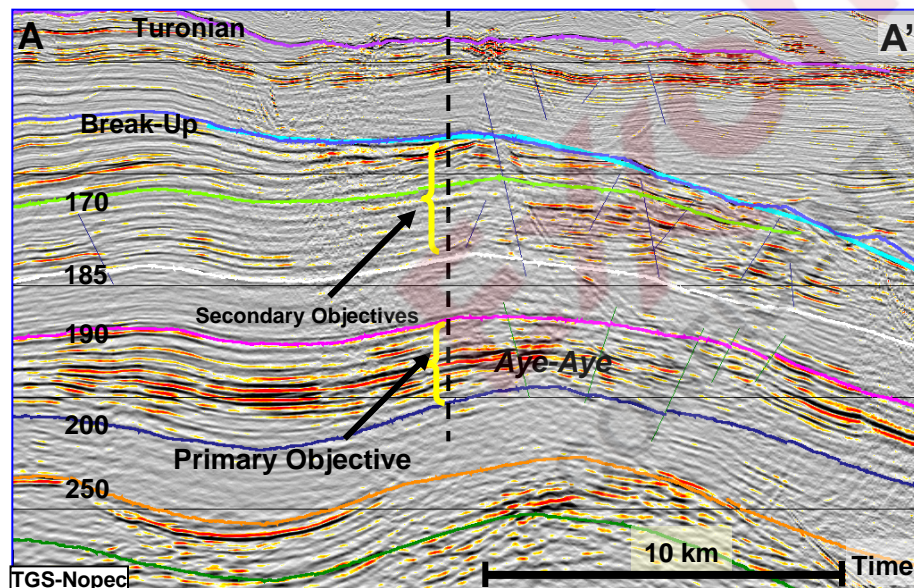 A
Turonian
A'
Break-Up
170
185
Secondary Objectives
190
Aye-Aye
200
Primary Objective
250
10 km
Time
TGS-Nopec